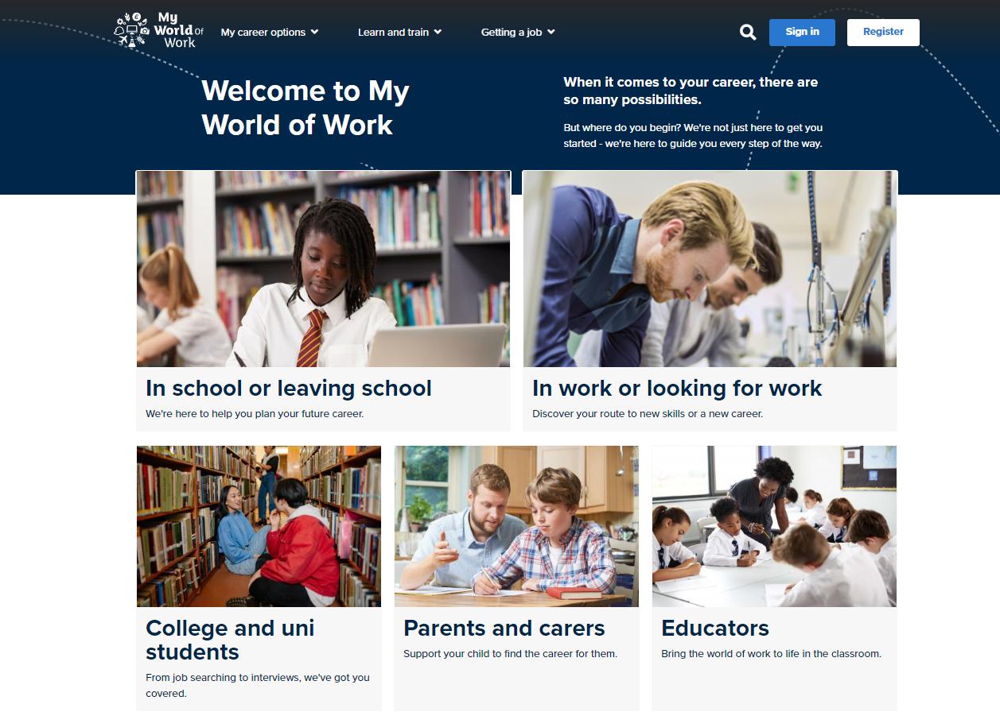 My
World OF
Work
My career options
Learn and train
Getting a job
Sign in
Register
Welcome to My
World of Work
When it comes to your career, there are
so many possibilities.
But where do you begin? We're not just here to get you
started - we're here to guide you every step of the way.
In school or leaving school
We're here to help you plan your future career.
In work or looking for work
Discover your route to new skills or a new career.
College and uni
students
From job searching to interviews, we've got you
covered.
Parents and carers
Support your child to find the career for them.
Educators
Bring the world of work to life in the classroom.